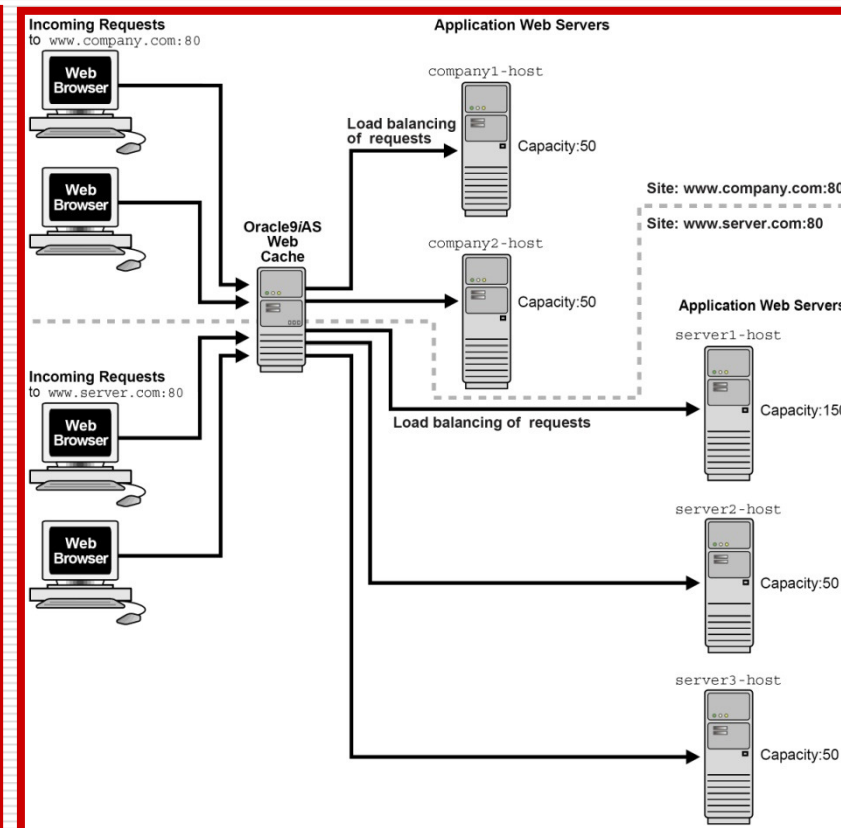 Incoming Requests
to www.company.com:80
Application Web Servers
Web
Browser
company1-host
Load balancing
of requests
Capacity:50
Web
Browser
Site: www.company.com:80
Site: www.server.com:80
Oracle9iAS
Web
Cache
company2-host
Capacity:50
Application Web Servers
server1-host
Incoming Requests
to www.server.com:80
Web
Browser
Load balancing of requests
Capacity:150
server2-host
Web
Browser
Capacity:50
server3-host
Capacity:50